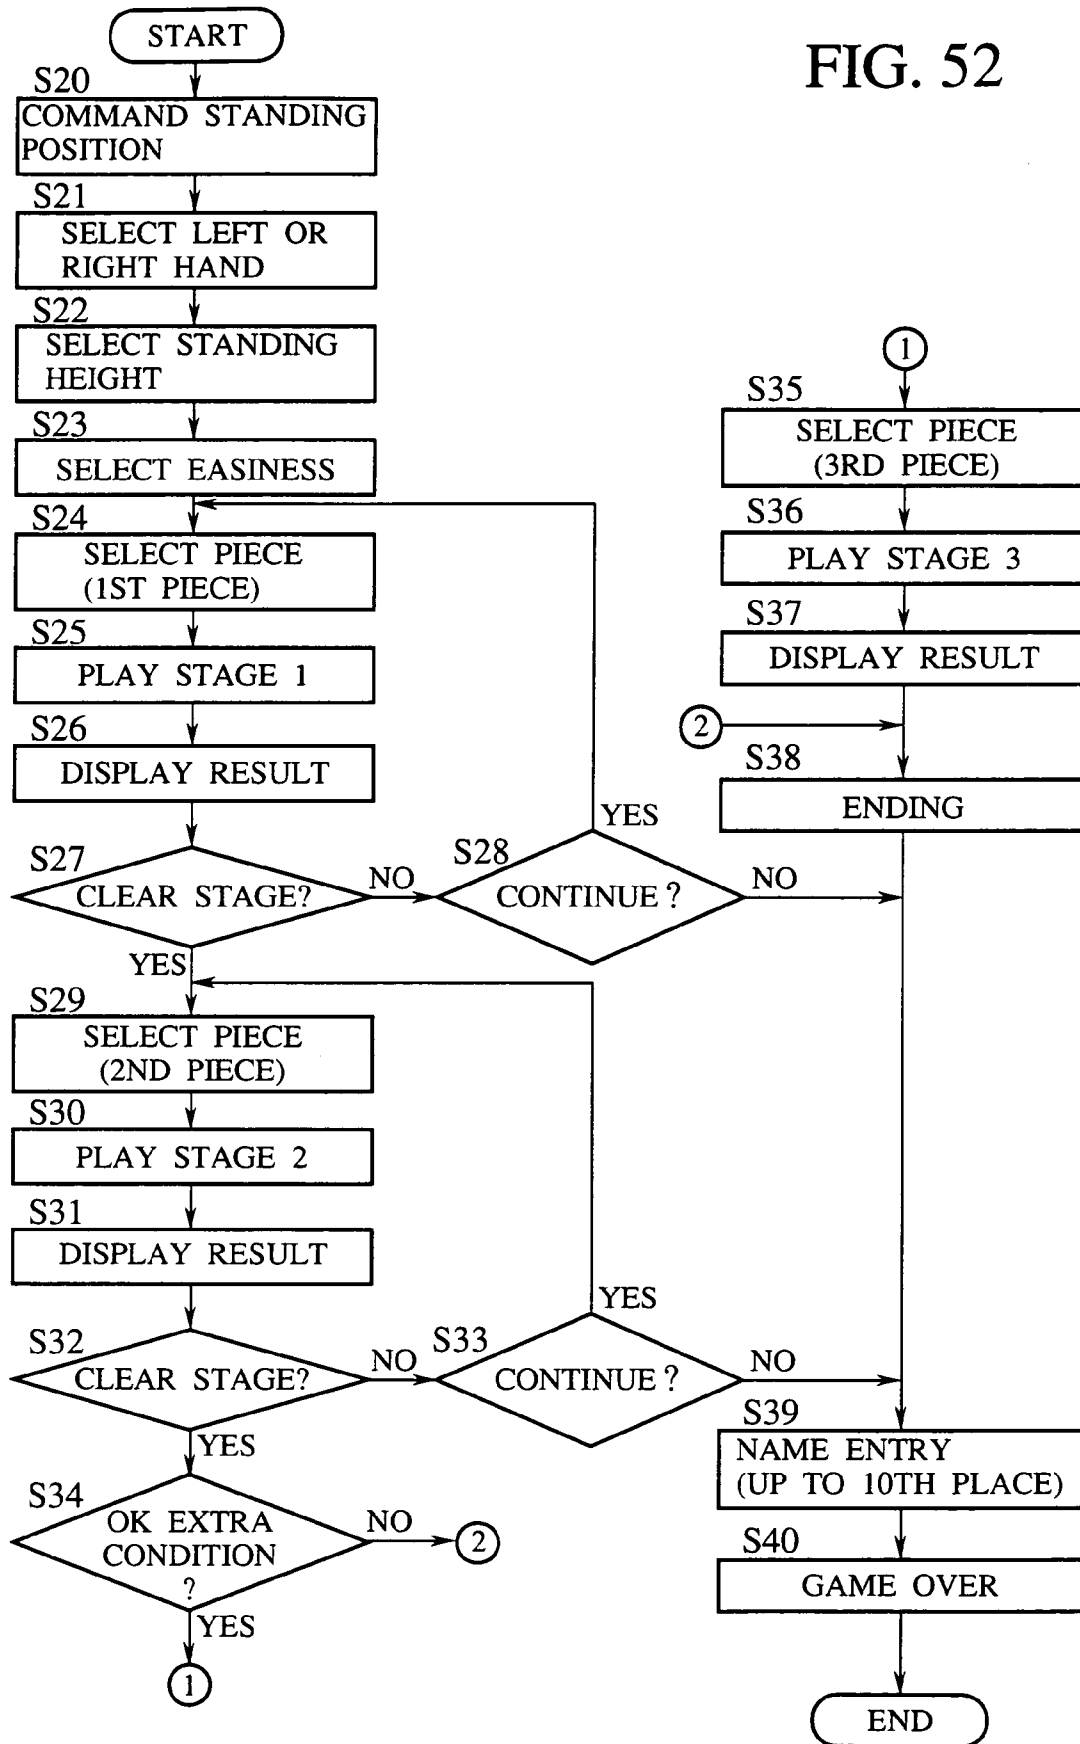 FIG. 52
START
S20
COMMAND STANDING
POSITION
S21
SELECT LEFT OR
RIGHT HAND
S22
SELECT STANDING
HEIGHT
S23
SELECT EASINESS
S24
SELECT PIECE
(1ST PIECE)
S25
PLAY STAGE 1
S26
DISPLAY RESULT
S27
CLEAR STAGE?
NO
YES
S28
CONTINUE ?
YES
NO
S29
SELECT PIECE
(2ND PIECE)
S30
PLAY STAGE 2
S31
DISPLAY RESULT
S32
CLEAR STAGE?
NO
YES
S33
CONTINUE ?
YES
NO
S34
OK EXTRA
CONDITION
?
NO
2
YES
1
1
S35
SELECT PIECE
(3RD PIECE)
S36
PLAY STAGE 3
S37
DISPLAY RESULT
2
S38
ENDING
S39
NAME ENTRY
(UP TO 10TH PLACE)
S40
GAME OVER
END